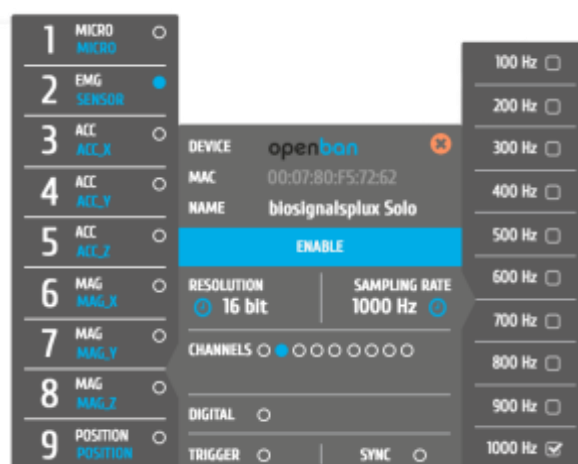 1 MICRO
MICRO
2 EMG
SENSOR
3 ACC
ACC_X
4 ACC
ACC_Y
5 ACC
ACC_Z
6 MAG
MAG_X
7 MAG
MAG_Y
8 MAG
MAG_Z
9 POSITION
POSITION
DEVICE openban
MAC 00:07:80:F5:72:62
NAME biosignalsplux Solo
ENABLE
RESOLUTION SAMPLING RATE
16 bit 1000 Hz
CHANNELS
DIGITAL
TRIGGER SYNC
100 Hz
200 Hz
300 Hz
400 Hz
500 Hz
600 Hz
700 Hz
800 Hz
900 Hz
1000 Hz